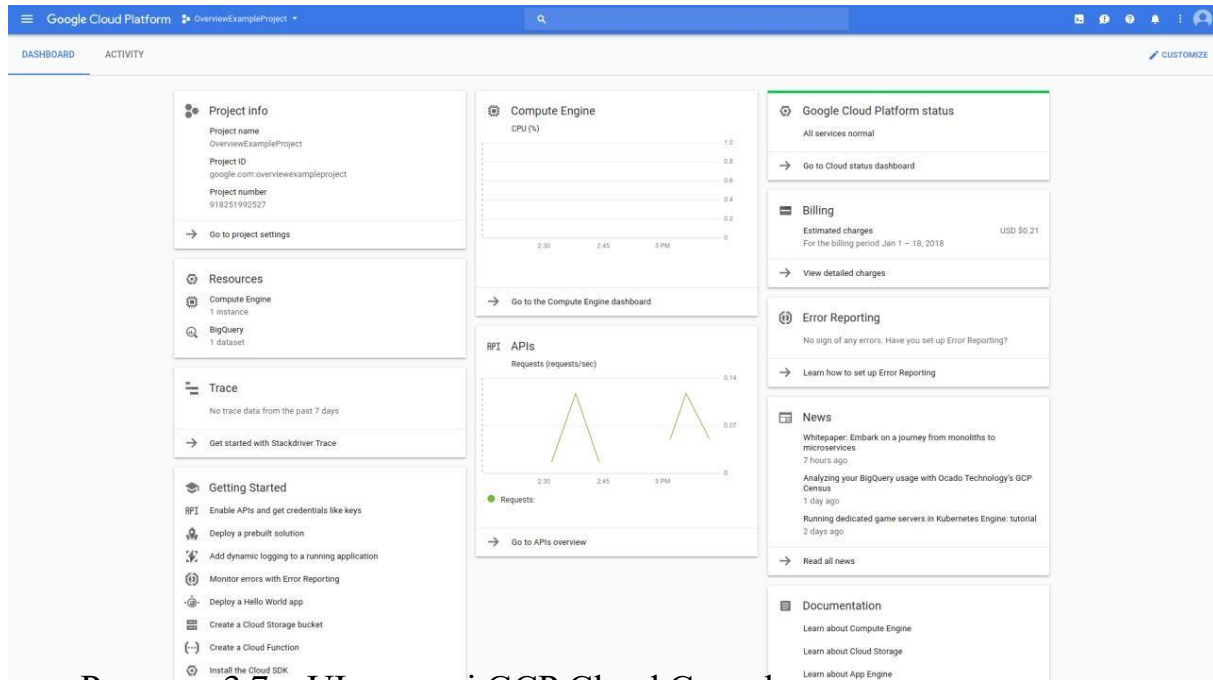 Google Cloud Platform OverviewExampleProject
DASHBOARD ACTIVITY CUSTOMIZE
Project info
Project name
OverviewExampleProject
Project ID
google.com:overviewexampleproject
Project number
918251992527
Go to project settings
Resources
Compute Engine
1 instance
BigQuery
1 dataset
Trace
No trace data from the past 7 days
Get started with Stackdriver Trace
Getting Started
API Enable APIs and get credentials like keys
Deploy a prebuilt solution
Add dynamic logging to a running application
Monitor errors with Error Reporting
Deploy a Hello World app
Create a Cloud Storage bucket
Create a Cloud Function
Install the Cloud SDK
Compute Engine
CPU (%)
1.0
0.8
0.6
0.4
0.2
0
2:30 2:45 3 PM
Go to the Compute Engine dashboard
API APIs
Requests (requests/sec)
0.14
0.07
0
2:30 2:45 3 PM
Requests:
Go to APIs overview
Google Cloud Platform status
All services normal
Go to Cloud status dashboard
Billing
Estimated charges USD $0.21
For the billing period Jan 1 – 18, 2018
View detailed charges
Error Reporting
No sign of any errors. Have you set up Error Reporting?
Learn how to set up Error Reporting
News
Whitepaper: Embark on a journey from monoliths to
microservices
7 hours ago
Analyzing your BigQuery usage with Ocado Technology's GCP
Census
1 day ago
Running dedicated game servers in Kubernetes Engine: tutorial
2 days ago
Read all news
Documentation
Learn about Compute Engine
Learn about Cloud Storage
Learn about App Engine
3.7 UI GCP Cloud